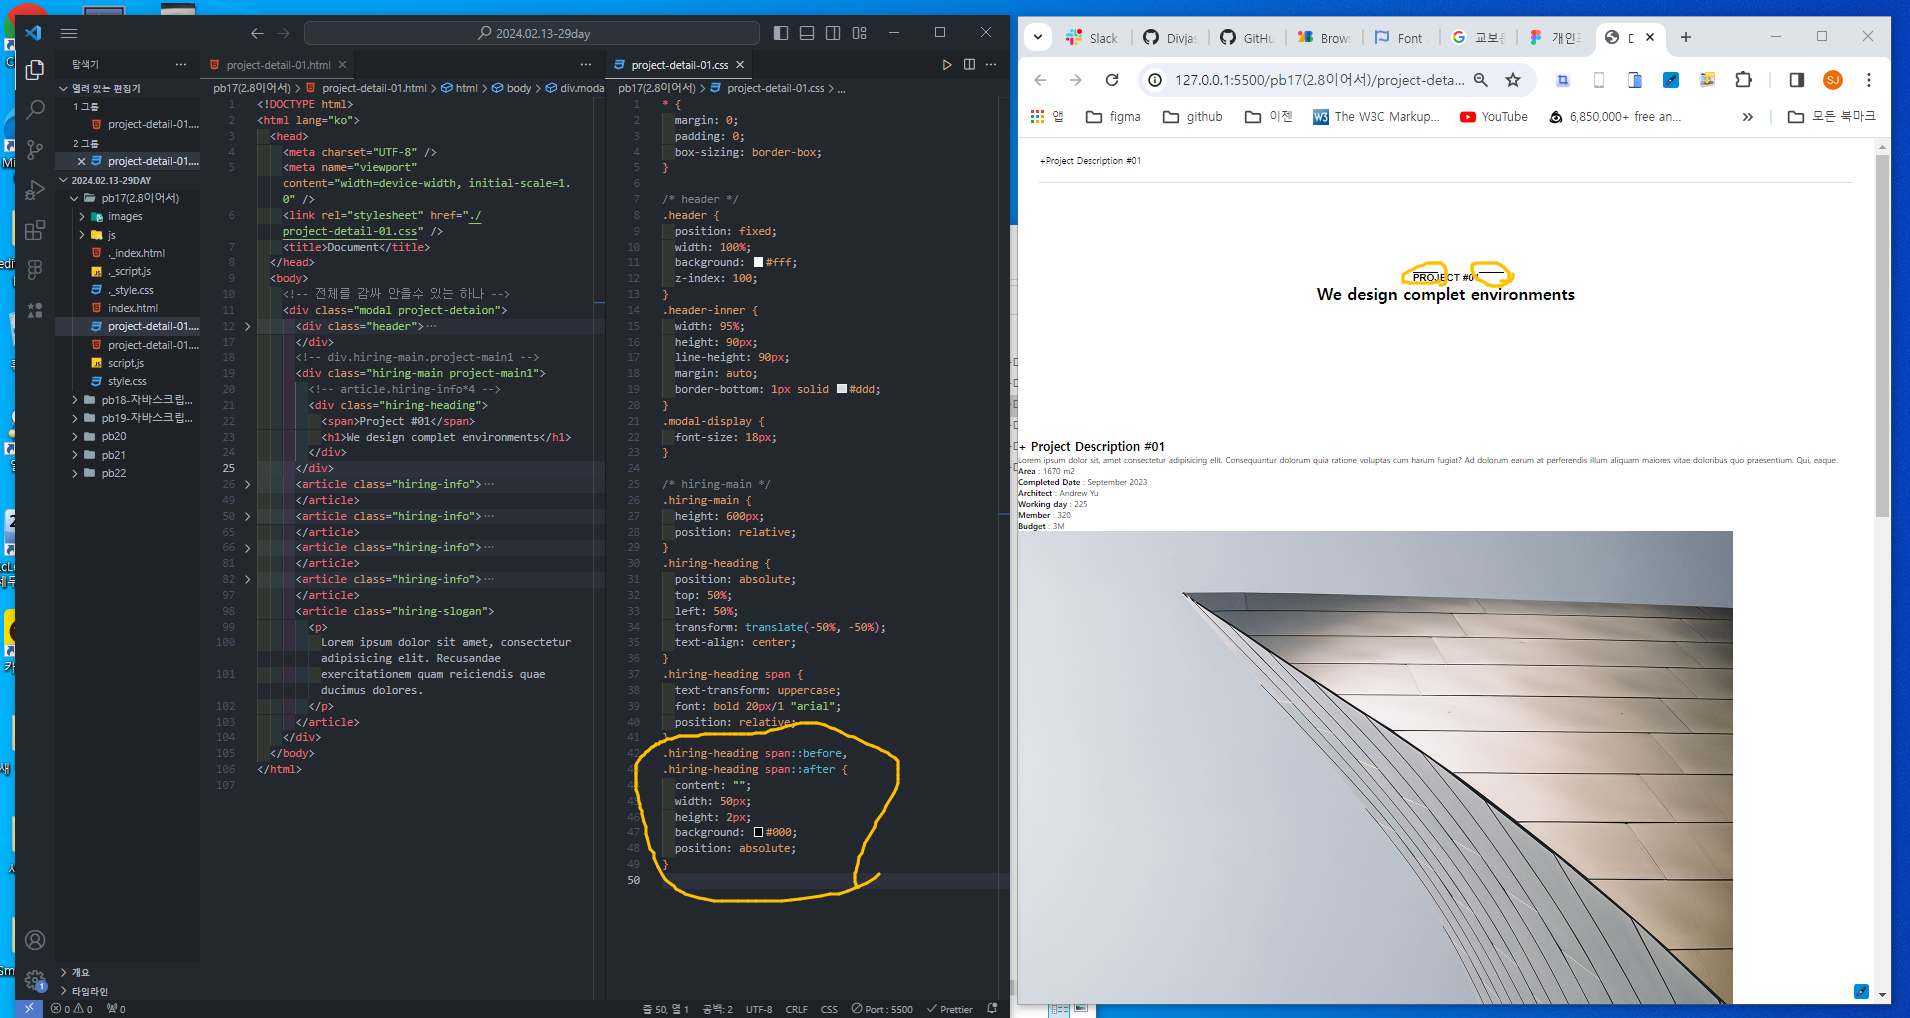 2024.02.13-29day
탐색기
열려 있는 편집기
1 그룹
project-detail-01....
2 그룹
project-detail-01....
2024.02.13-29DAY
pb17(2.8이어서)
images
js
._index.html
._script.js
._style.css
index.html
project-detail-01....
project-detail-01....
script.js
style.css
pb18-자바스크립...
pb19-자바스크립...
pb20
pb21
pb22
개요
타임라인
project-detail-01.html
pb17(2.8이어서) > project-detail-01.html > html > body > div.moda
1 <!DOCTYPE html>
2 <html lang="ko">
3 <head>
4 <meta charset="UTF-8" />
5 <meta name="viewport"
content="width=device-width, initial-scale=1.
0" />
6 <link rel="stylesheet" href="./
project-detail-01.css" />
7 <title>Document</title>
8 </head>
9 <body>
10 <!-- 전체를 감싸 안을수 있는 하나 -->
11 <div class="modal project-detaion">
12 <div class="header">…
17 </div>
18 <!-- div.hiring-main.project-main1 -->
19 <div class="hiring-main project-main1">
20 <!-- article.hiring-info*4 -->
21 <div class="hiring-heading">
22 <span>Project #01</span>
23 <h1>We design complet environments</h1>
24 </div>
25 </div>
26 <article class="hiring-info">…
49 </article>
50 <article class="hiring-info">…
65 </article>
66 <article class="hiring-info">…
81 </article>
82 <article class="hiring-info">…
97 </article>
98 <article class="hiring-slogan">
99 <p>
100 Lorem ipsum dolor sit amet, consectetur
adipisicing elit. Recusandae
101 exercitationem quam reiciendis quae
ducimus dolores.
102 </p>
103 </article>
104 </div>
105 </body>
106 </html>
107
project-detail-01.css
pb17(2.8이어서) > project-detail-01.css > ...
1 * {
2 margin: 0;
3 padding: 0;
4 box-sizing: border-box;
5 }
6
7 /* header */
8 .header {
9 position: fixed;
10 width: 100%;
11 background: #fff;
12 z-index: 100;
13 }
14 .header-inner {
15 width: 95%;
16 height: 90px;
17 line-height: 90px;
18 margin: auto;
19 border-bottom: 1px solid #ddd;
20 }
21 .modal-display {
22 font-size: 18px;
23 }
24
25 /* hiring-main */
26 .hiring-main {
27 height: 600px;
28 position: relative;
29 }
30 .hiring-heading {
31 position: absolute;
32 top: 50%;
33 left: 50%;
34 transform: translate(-50%, -50%);
35 text-align: center;
36 }
37 .hiring-heading span {
38 text-transform: uppercase;
39 font: bold 20px/1 "arial";
40 position: relative;
41 }
42 .hiring-heading span::before,
.hiring-heading span::after {
content: "";
width: 50px;
46 height: 2px;
47 background: #000;
48 position: absolute;
49 }
50
0 0 0
줄 50, 열 1 공백: 2 UTF-8 CRLF CSS Port : 5500 Prettier
Slack
Divjas
GitHu
Brows
Font
교보문
개인
127.0.0.1:5500/pb17(2.8이어서)/project-deta...
SJ
앱 figma github 이젠 The W3C Markup... YouTube 6,850,000+ free an... » 모든 북마크
+Project Description #01
PROJECT #01
We design complet environments
+ Project Description #01
Lorem ipsum dolor sit, amet consectetur adipisicing elit. Consequuntur dolorum quia ratione voluptas cum harum fugiat? Ad dolorum earum at perferendis illum aliquam maiores vitae doloribus quo praesentium. Qui, eaque.
Area : 1670 m2
Completed Date : September 2023
Architect : Andrew Yu
Working day : 225
Member : 320
Budget : 3M